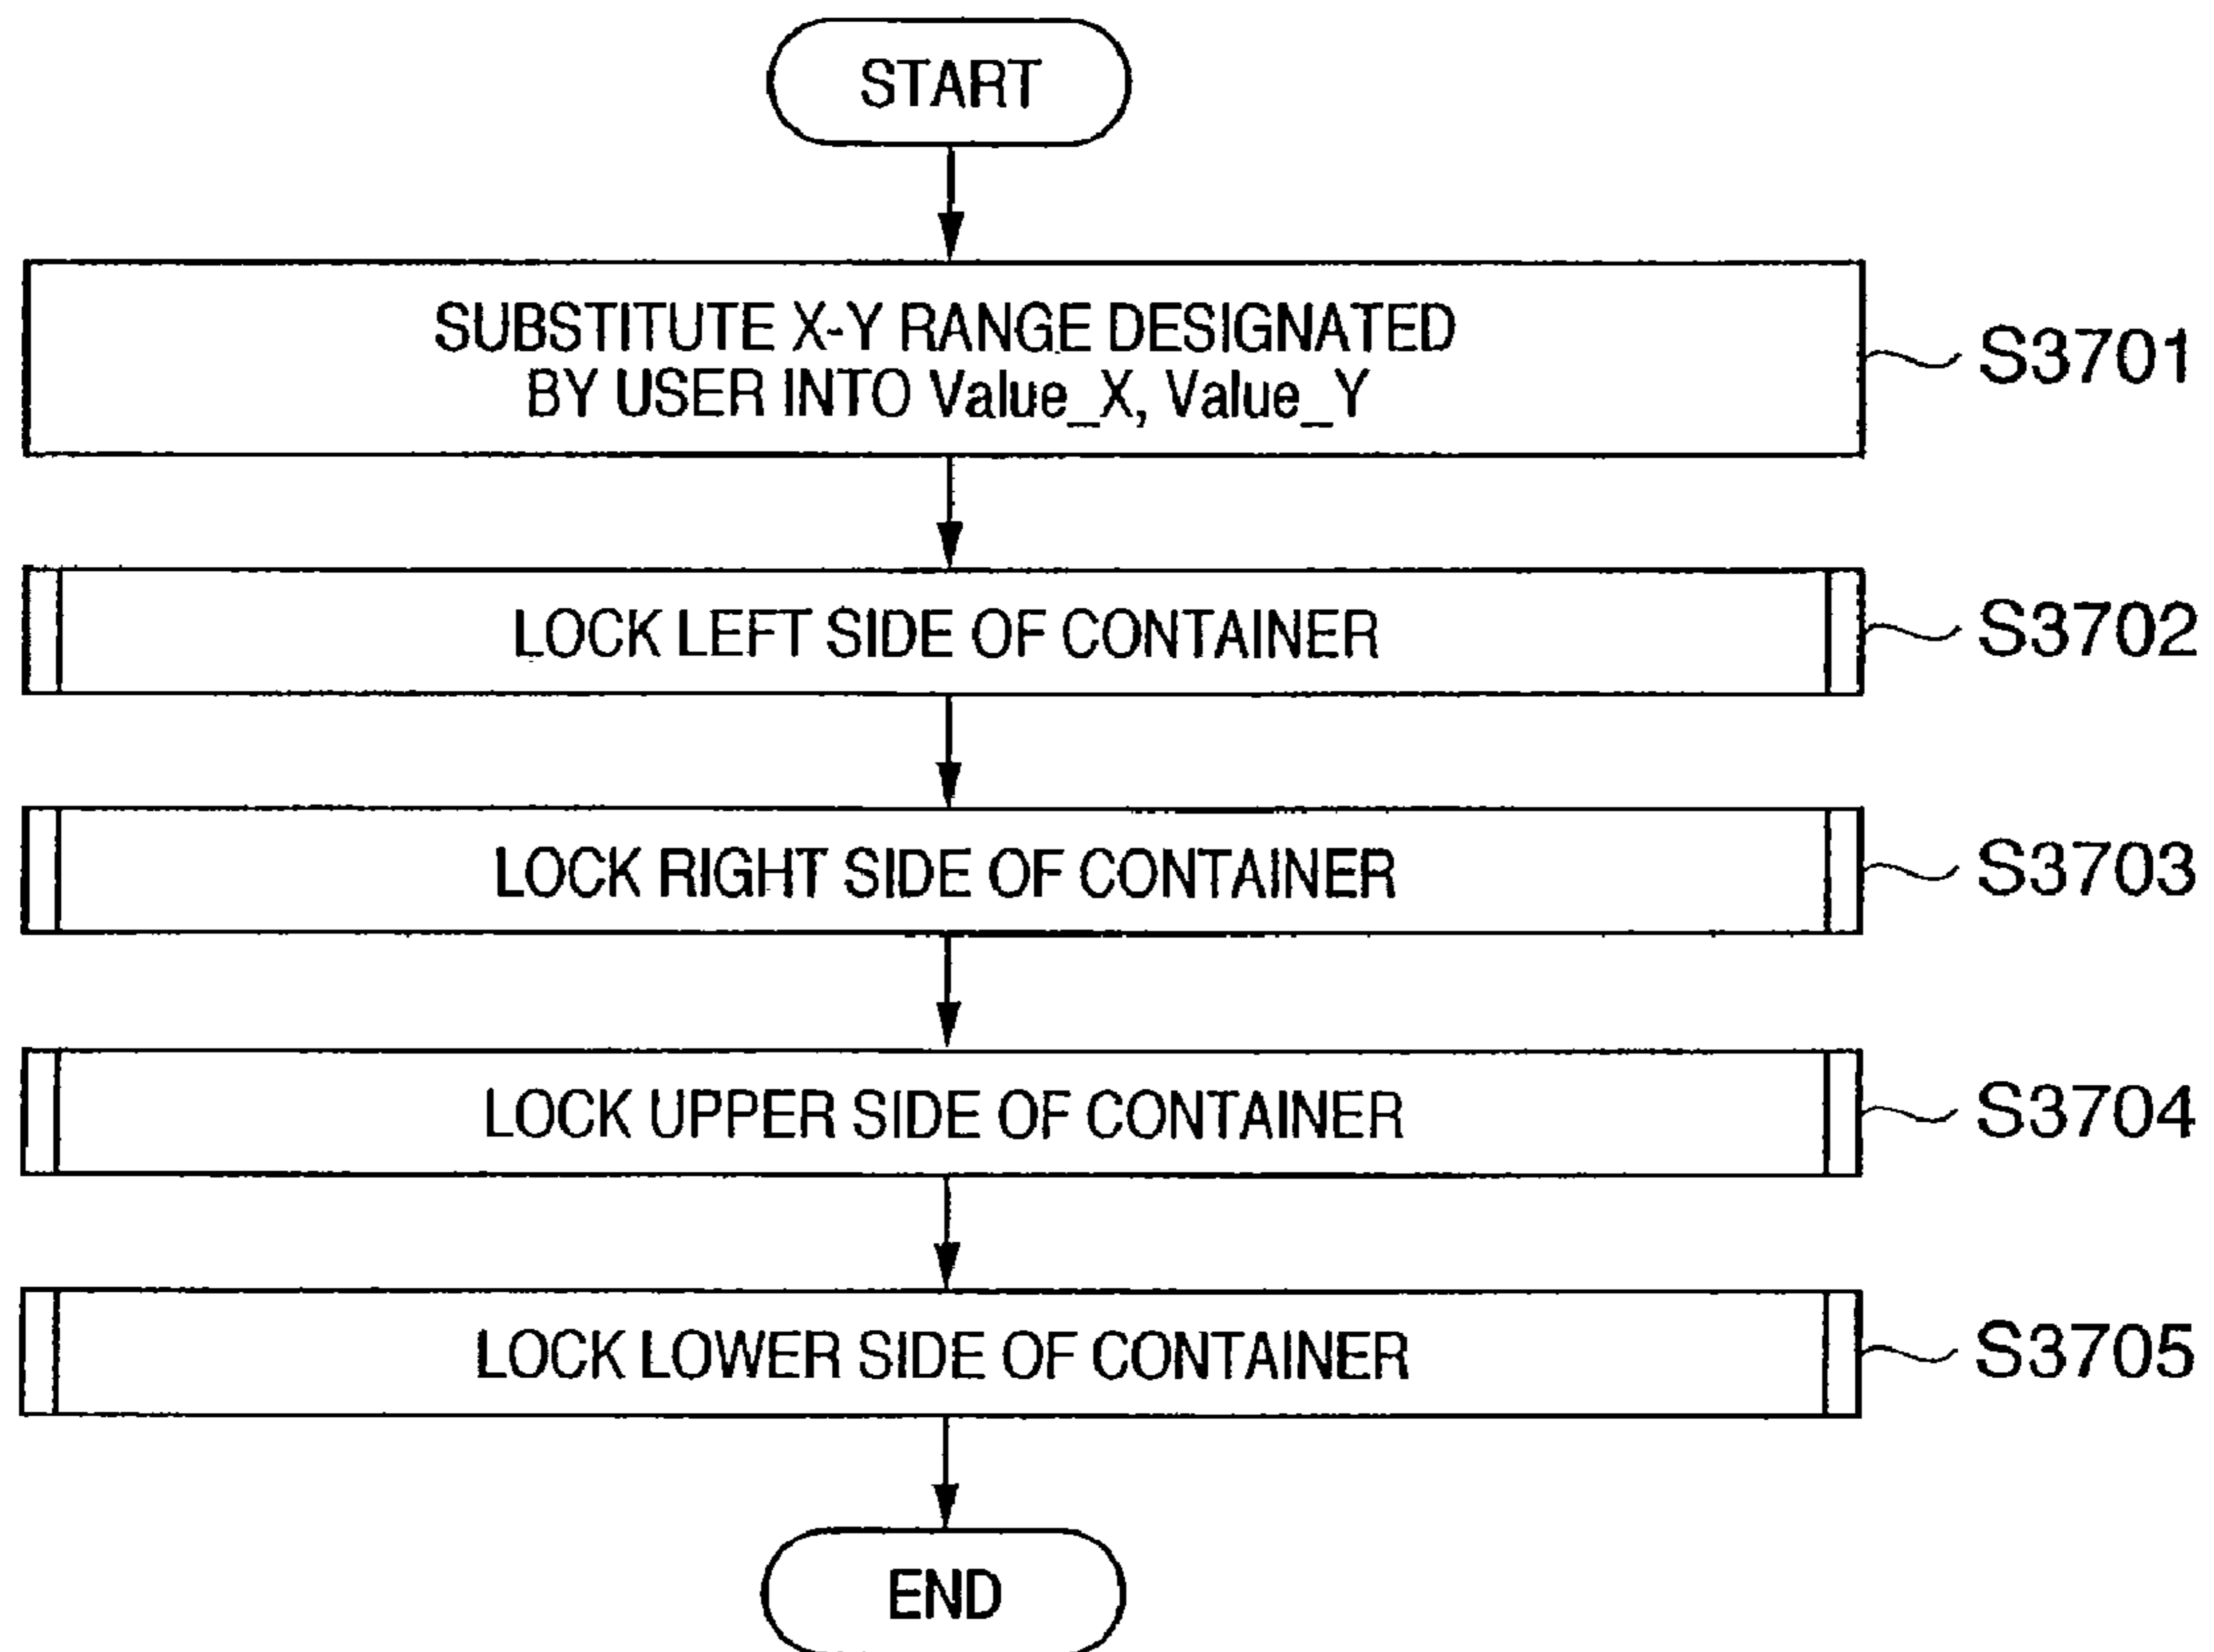 START
SUBSTITUTE X-Y RANGE DESIGNATED
BY USER INTO Value_X, Value_Y
S3701
LOCK LEFT SIDE OF CONTAINER
S3702
LOCK RIGHT SIDE OF CONTAINER
S3703
LOCK UPPER SIDE OF CONTAINER
S3704
LOCK LOWER SIDE OF CONTAINER
S3705
END